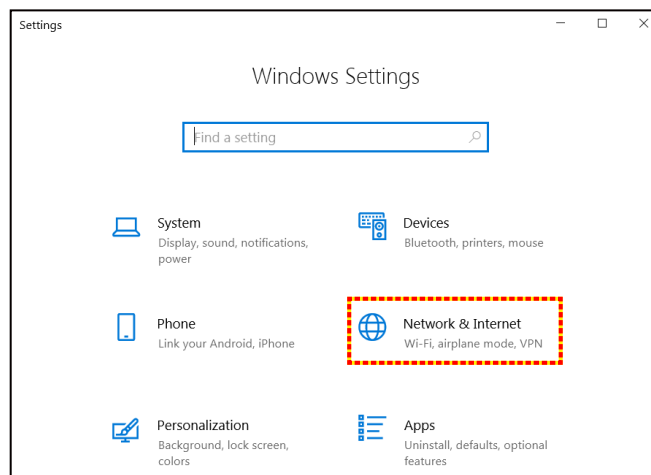 Settings
Windows Settings
Find a setting
System
Display, sound, notifications,
power
Devices
Bluetooth, printers, mouse
Phone
Link your Android, iPhone
Network & Internet
Wi-Fi, airplane mode, VPN
Personalization
Background, lock screen,
colors
Apps
Uninstall, defaults, optional
features